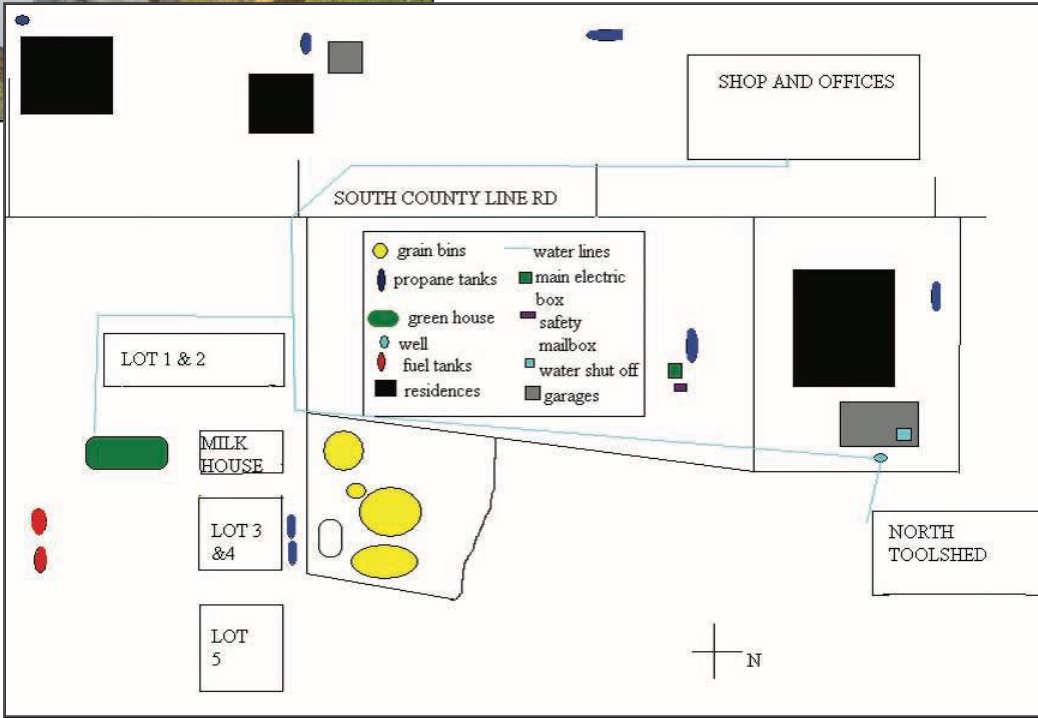 SHOP AND OFFICES
SOUTH COUNTY LINE RD
grain bins
propane tanks
green house
well
fuel tanks
residences
water lines
main electric
box
safety
mailbox
water shut off
garages
LOT 1 & 2
MILK
HOUSE
LOT 3
&4
LOT
5
NORTH
TOOLSHED
N